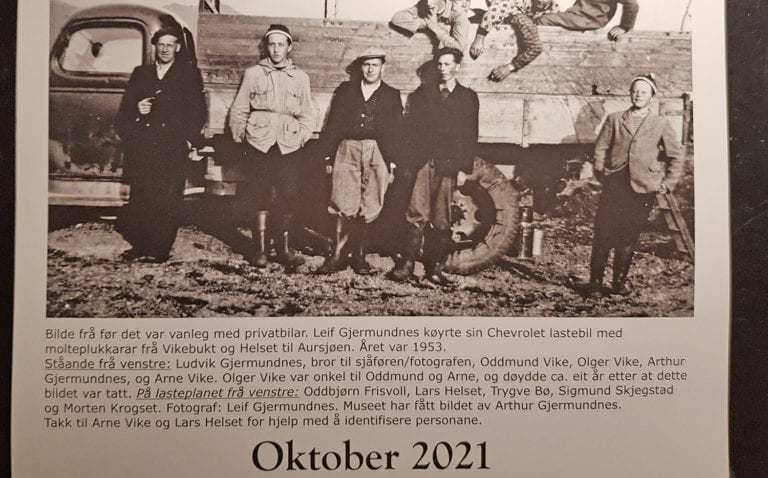 Bilde frå før det var vanleg med privatbilar. Leif Gjermundnes køyrte sin Chevrolet lastebil med
molteplukkarar frå Vikebukt og Helset til Aursjøen. Året var 1953.
Ståande frå venstre: Ludvik Gjermundnes, bror til sjåføren/fotografen, Oddmund Vike, Olger Vike, Arthur
Gjermundnes, og Arne Vike. Olger Vike var onkel til Oddmund og Arne, og døydde ca. eit år etter at dette
bildet var tatt. På lasteplanet frå venstre: Oddbjørn Frisvoll, Lars Helset, Trygve Bø, Sigmund Skjegstad
og Morten Krogset. Fotograf: Leif Gjermundnes. Museet har fått bildet av Arthur Gjermundnes.
Takk til Arne Vike og Lars Helset for hjelp med å identifisere personane.
Oktober 2021